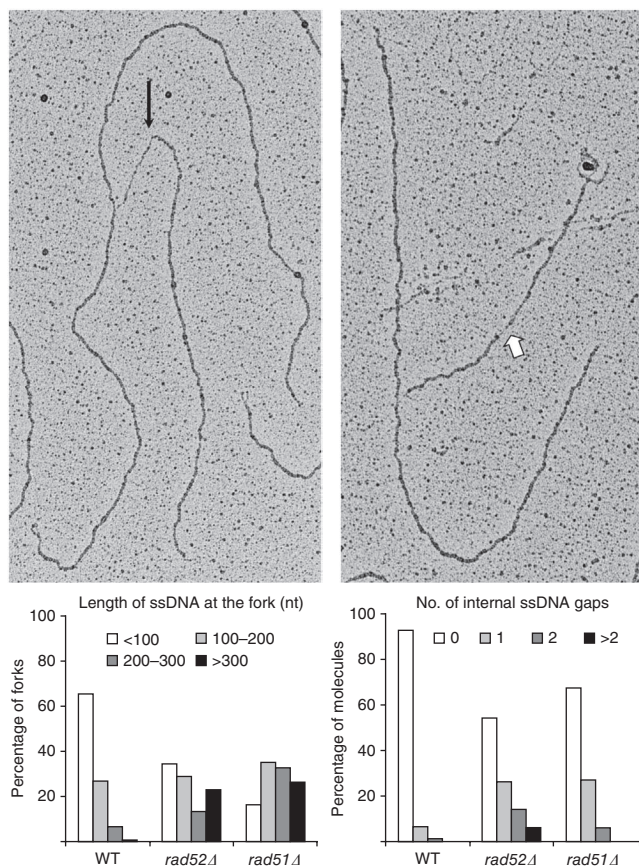 Length of ssDNA at the fork (nt)
100
80
60
40
20
Percentage of forks
<100
100–200
200–300
>300
WT
rad52Δ
rad51Δ
No. of internal ssDNA gaps
100
80
60
40
20
Percentage of molecules
0
1
2
>2
WT
rad52Δ
rad51Δ